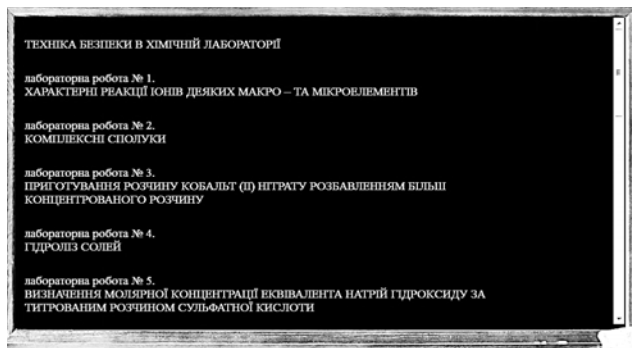 ТЕХНІКА БЕЗПЕКИ В ХІМІЧНІЙ ЛАБОРАТОРІЇ
лабораторна робота № 1.
ХАРАКТЕРНІ РЕАКЦІЇ ІОНІВ ДЕЯКИХ МАКРО – ТА МІКРОЕЛЕМЕНТІВ
лабораторна робота № 2.
КОМПЛЕКСНІ СПОЛУКИ
лабораторна робота № 3.
ПРИГОТУВАННЯ РОЗЧИНУ КОБАЛЬТ (II) НІТРАТУ РОЗБАВЛЕННЯМ БІЛЬШ
КОНЦЕНТРОВАНОГО РОЗЧИНУ
лабораторна робота № 4.
ГІДРОЛІЗ СОЛЕЙ
лабораторна робота № 5.
ВИЗНАЧЕННЯ МОЛЯРНОЇ КОНЦЕНТРАЦІЇ ЕКВІВАЛЕНТА НАТРІЙ ГІДРОКСИДУ ЗА
ТИТРОВАНИМ РОЗЧИНОМ СУЛЬФАТНОЇ КИСЛОТИ